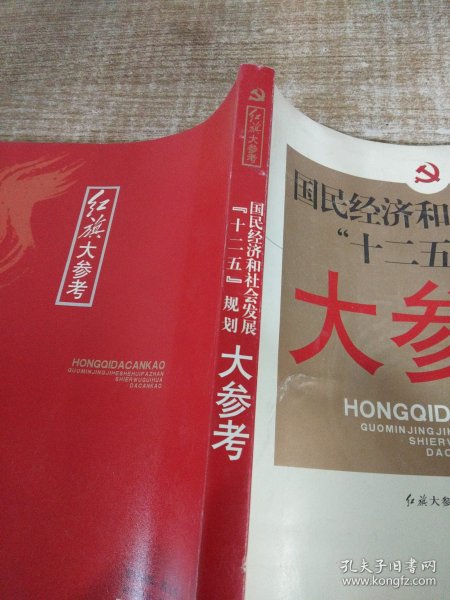 红旗大参考
HONGQIDACANKAO
GUOMINJINGJIHESHEHUIFAZHAN
SHIERWUGUIHUA
DACANKAO
红旗大参考
国民经济和社会发展
『十二五』规划
大参考
国民经济和
“十二五
大参
HONGQID
GUOMINJINGJI
SHIERW
DAC
红旗大参
孔夫子旧书网
www.kongfz.com